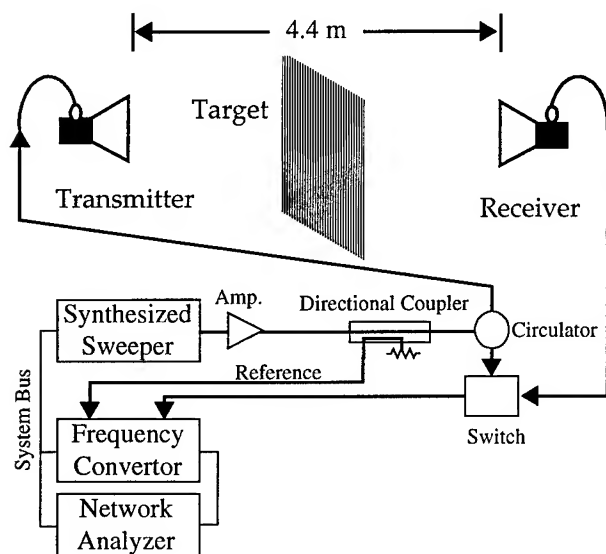 4.4 m
Target
Transmitter
Receiver
Amp.
Directional Coupler
Synthesized
Sweeper
Circulator
Reference
System Bus
Frequency
Convertor
Switch
Network
Analyzer